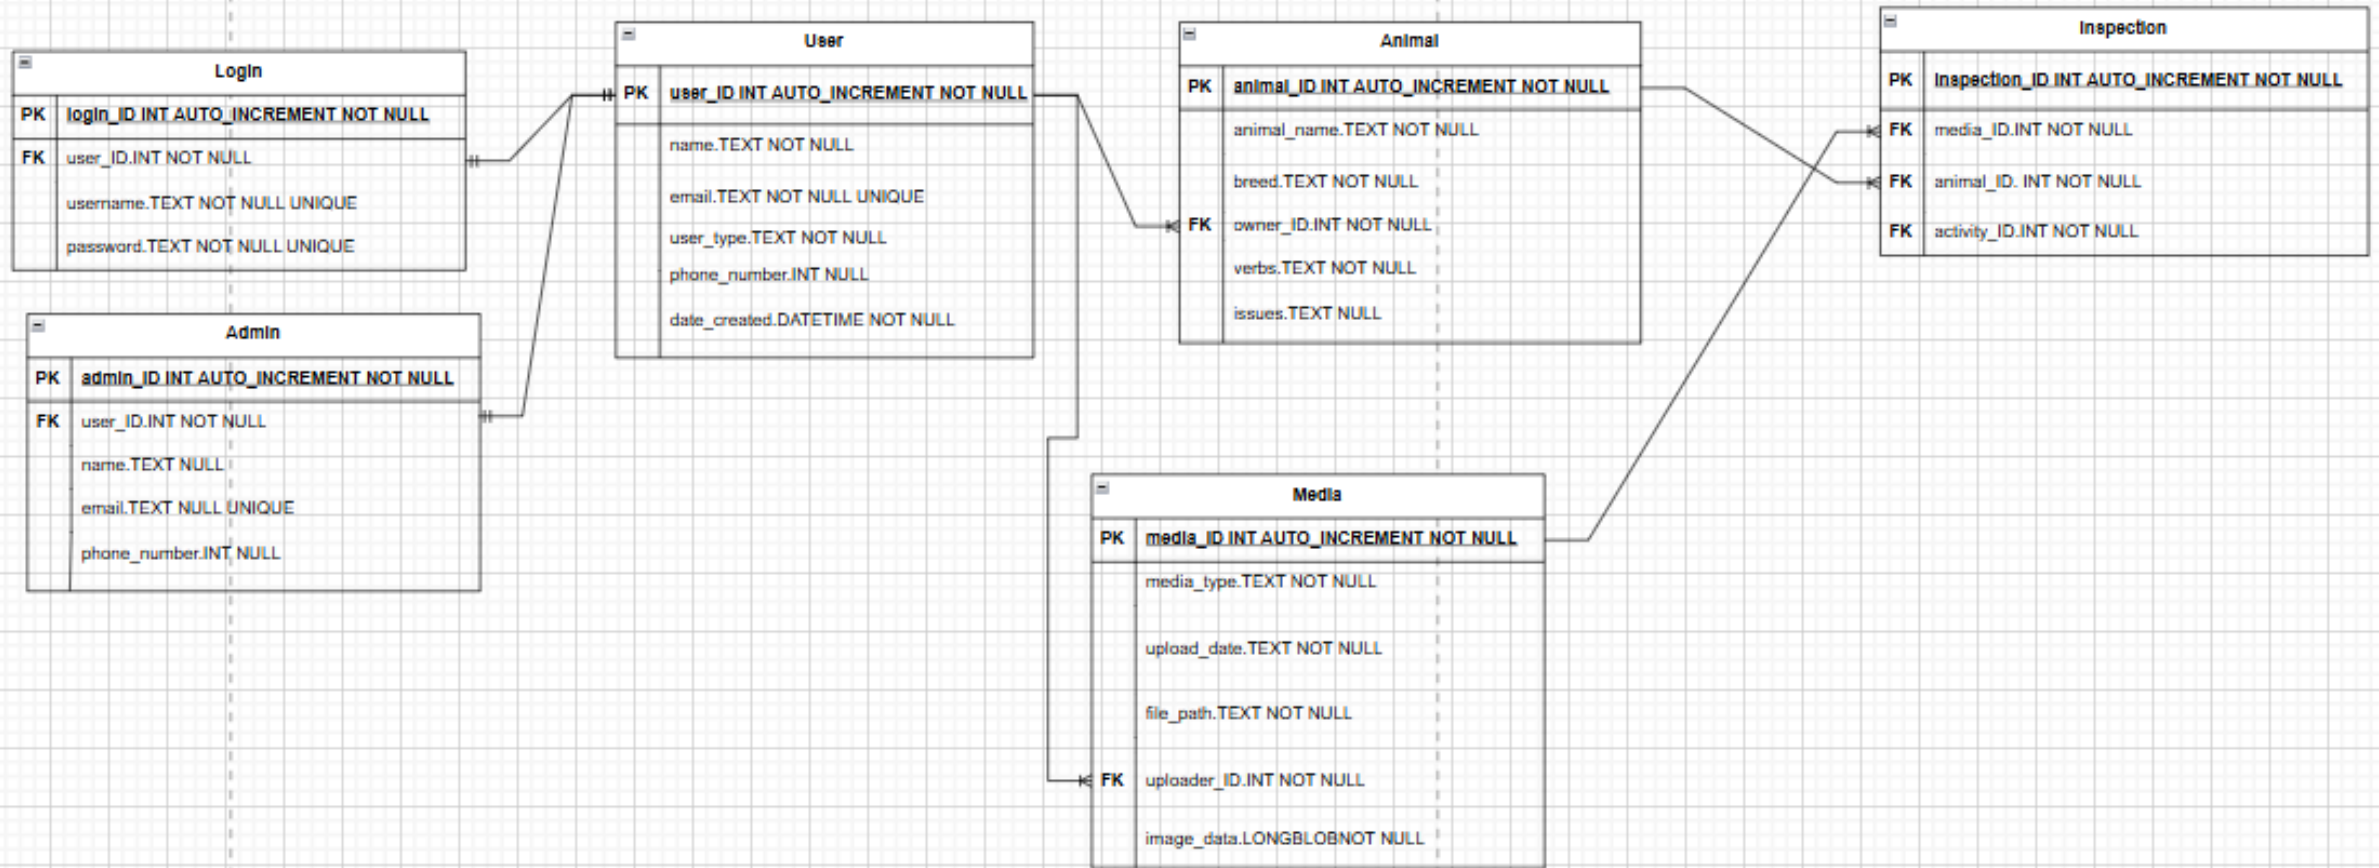 Login
PK login_ID INT AUTO_INCREMENT NOT NULL
FK user_ID.INT NOT NULL
username.TEXT NOT NULL UNIQUE
password.TEXT NOT NULL UNIQUE
Admin
PK admin_ID INT AUTO_INCREMENT NOT NULL
FK user_ID.INT NOT NULL
name.TEXT NULL
email.TEXT NULL UNIQUE
phone_number.INT NULL
User
PK user_ID INT AUTO_INCREMENT NOT NULL
name.TEXT NOT NULL
email.TEXT NOT NULL UNIQUE
user_type.TEXT NOT NULL
phone_number.INT NULL
date_created.DATETIME NOT NULL
Animal
PK animal_ID INT AUTO_INCREMENT NOT NULL
animal_name.TEXT NOT NULL
breed.TEXT NOT NULL
FK owner_ID.INT NOT NULL
verbs.TEXT NOT NULL
issues.TEXT NULL
Media
PK media_ID INT AUTO_INCREMENT NOT NULL
media_type.TEXT NOT NULL
upload_date.TEXT NOT NULL
file_path.TEXT NOT NULL
FK uploader_ID.INT NOT NULL
image_data.LONGBLOBNOT NULL
Inspection
PK Inspection_ID INT AUTO_INCREMENT NOT NULL
FK media_ID.INT NOT NULL
FK animal_ID. INT NOT NULL
FK activity_ID.INT NOT NULL